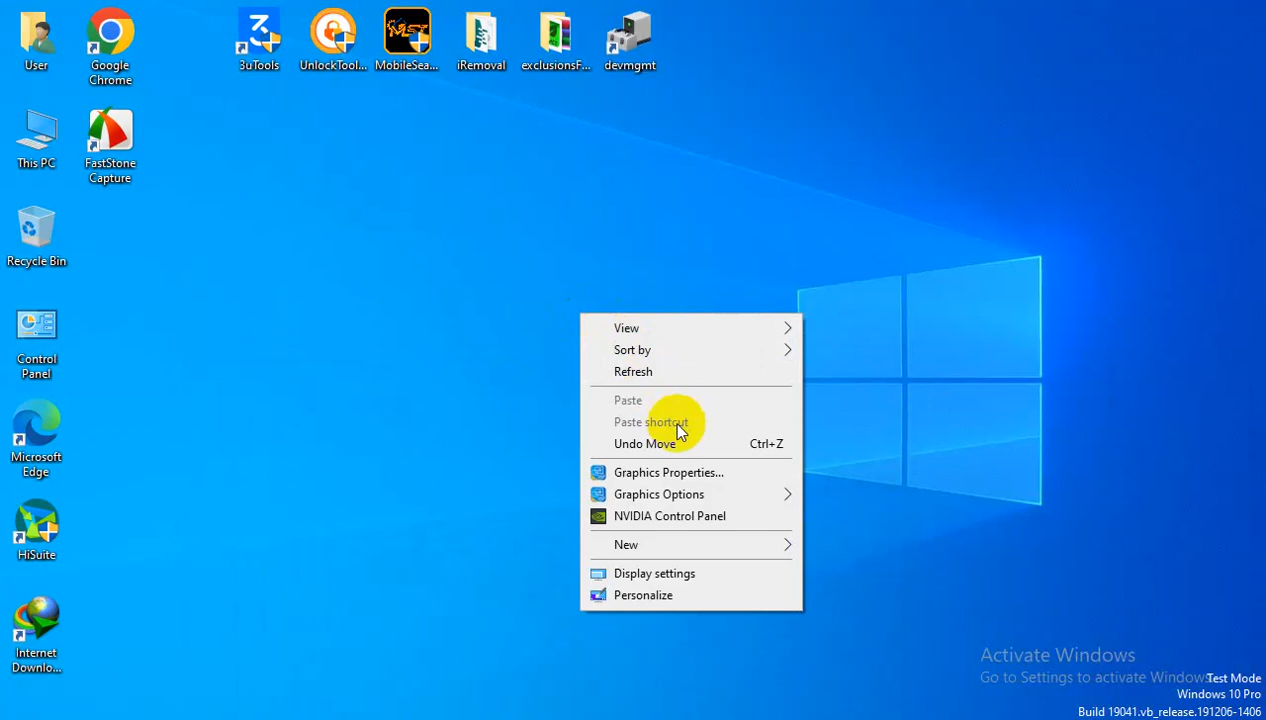 User
Google
Chrome
3uTools
UnlockTool...
MobileSea...
iRemoval
exclusionsF...
devmgmt
This PC
FastStone
Capture
Recycle Bin
Control
Panel
Microsoft
Edge
HiSuite
Internet
Downlo...
View
Sort by
Refresh
Paste
Paste shortcut
Undo Move Ctrl+Z
Graphics Properties...
Graphics Options
NVIDIA Control Panel
New
Display settings
Personalize
Activate Windows
Go to Settings to activate Windows
Test Mode
Windows 10 Pro
Build 19041.vb_release.191206-1406